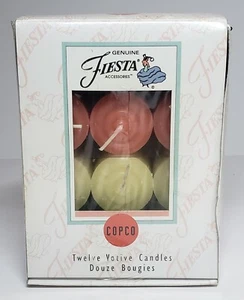 GENUINE
FIESTA
ACCESSORIES
COPCO
Twelve Votive Candles
Douze Bougies